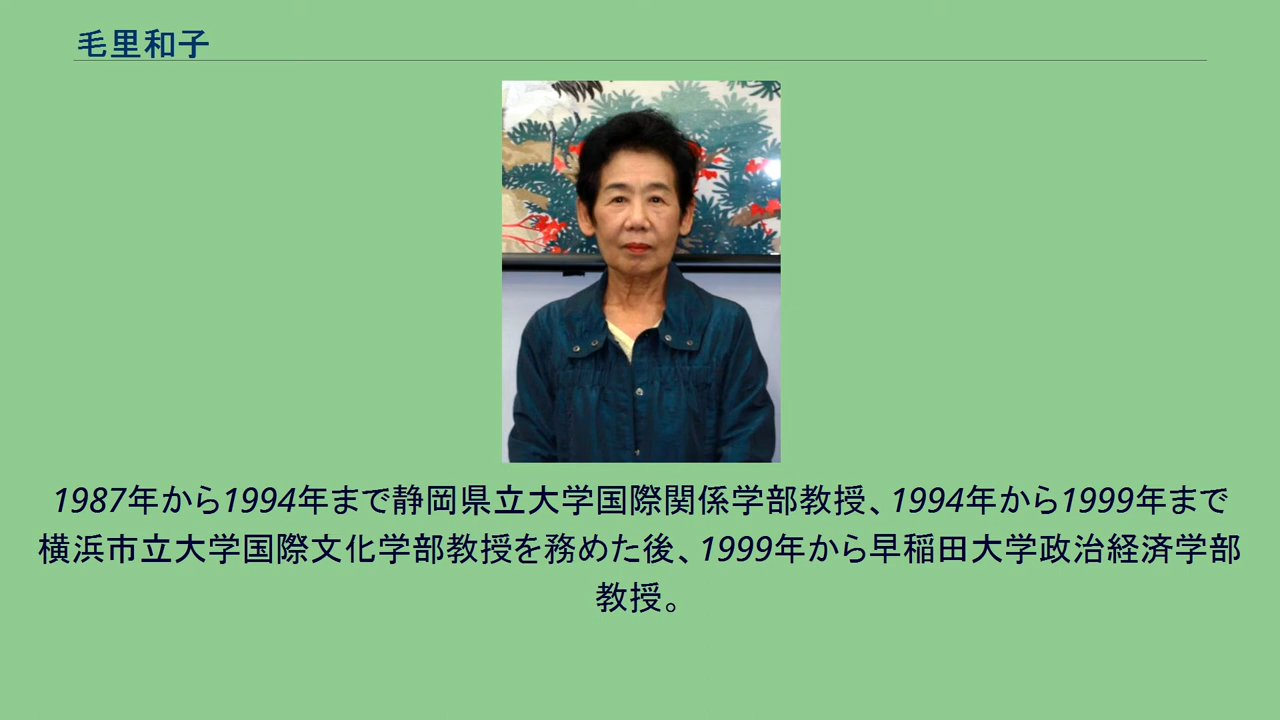 毛里和子
1987年から1994年まで静岡県立大学国際関係学部教授、1994年から1999年まで
横浜市立大学国際文化学部教授を務めた後、1999年から早稲田大学政治経済学部
教授。